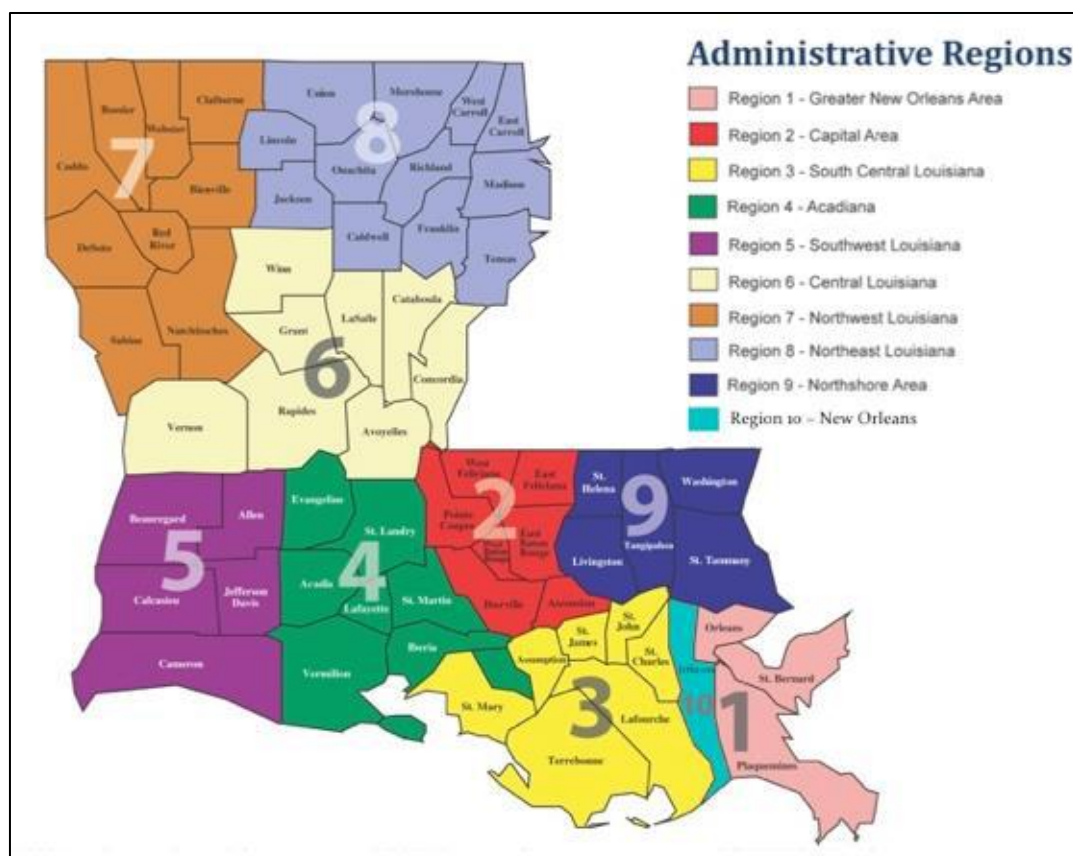 Administrative Regions
Region 1 - Greater New Orleans Area
Region 2 - Capital Area
Region 3 - South Central Louisiana
Region 4 - Acadiana
Region 5 - Southwest Louisiana
Region 6 - Central Louisiana
Region 7 - Northwest Louisiana
Region 8 - Northeast Louisiana
Region 9 - Northshore Area
Region 10 – New Orleans
7
Caddo
Bossier
Webster
Claiborne
Bienville
DeSoto
Red
River
Sabine
Natchitoches
8
Union
Morehouse
West
Carroll
East
Carroll
Lincoln
Ouachita
Richland
Madison
Jackson
Caldwell
Franklin
Tensas
6
Winn
Grant
LaSalle
Catahoula
Concordia
Rapides
Vernon
Avoyelles
5
Beauregard
Allen
Calcasieu
Jefferson
Davis
Cameron
4
Evangeline
St. Landry
Acadia
Lafayette
St. Martin
Iberia
Vermilion
2
West
Feliciana
East
Feliciana
Pointe
Coupee
East
Baton
Rouge
Iberville
Ascension
9
St.
Helena
Washington
Tangipahoa
Livingston
St. Tammany
3
St.
James
St.
John
St.
Charles
Assumption
St. Mary
Lafourche
Terrebonne
10
1
Orleans
St. Bernard
Plaquemines